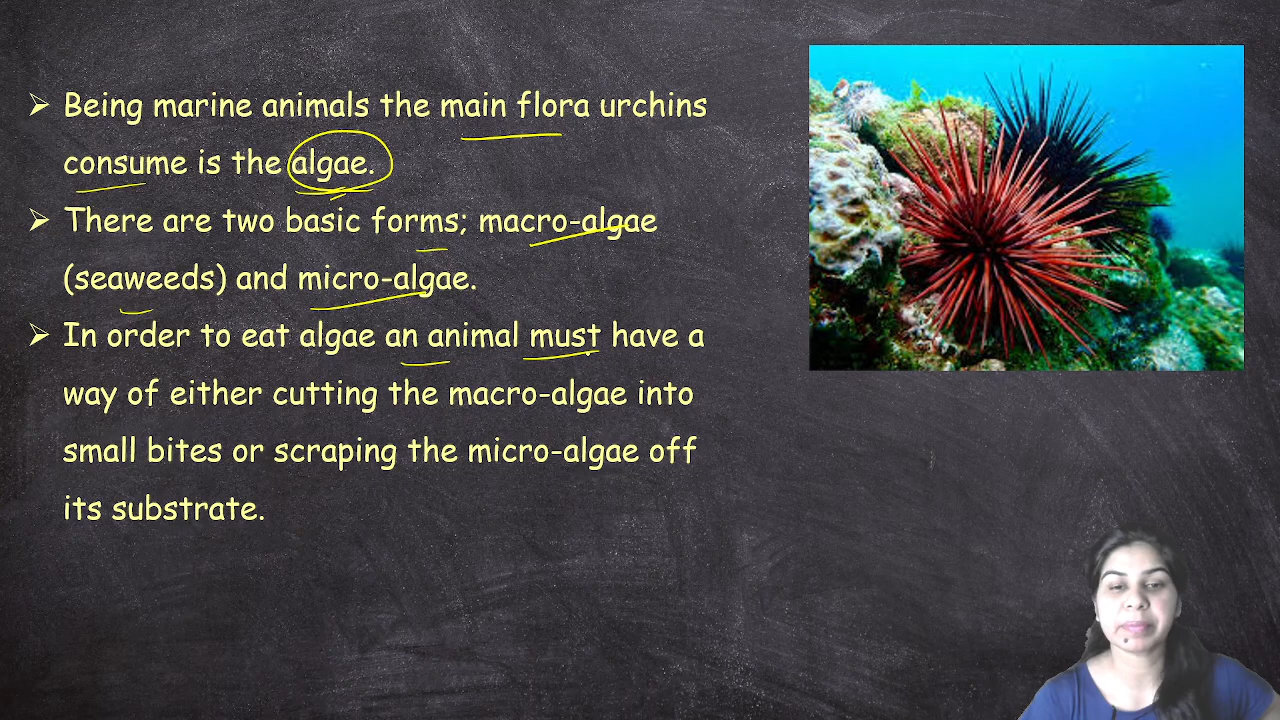 Being marine animals the main flora urchins
consume is the algae.
There are two basic forms; macro-algae
(seaweeds) and micro-algae.
In order to eat algae an animal must have a
way of either cutting the macro-algae into
small bites or scraping the micro-algae off
its substrate.